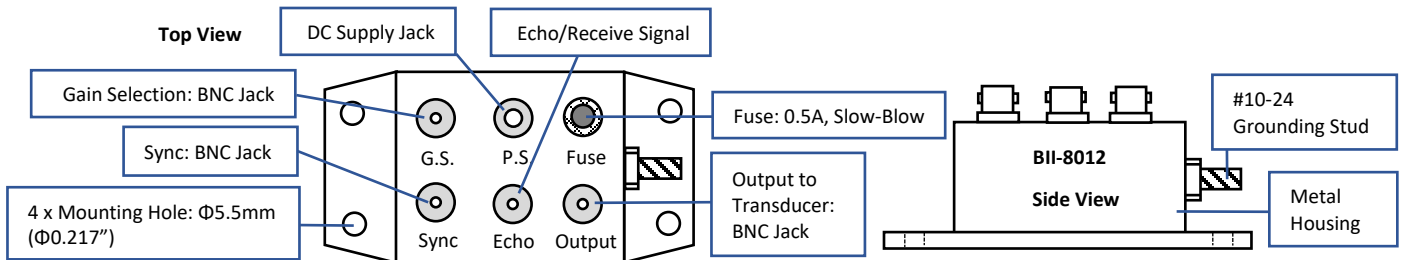 Top View
DC Supply Jack
Echo/Receive Signal
Gain Selection: BNC Jack
Sync: BNC Jack
4 x Mounting Hole: Φ5.5mm
(Φ0.217”)
G.S.
P.S
Fuse
Sync
Echo
Output
Fuse: 0.5A, Slow-Blow
Output to
Transducer:
BNC Jack
BII-8012
Side View
#10-24
Grounding Stud
Metal
Housing